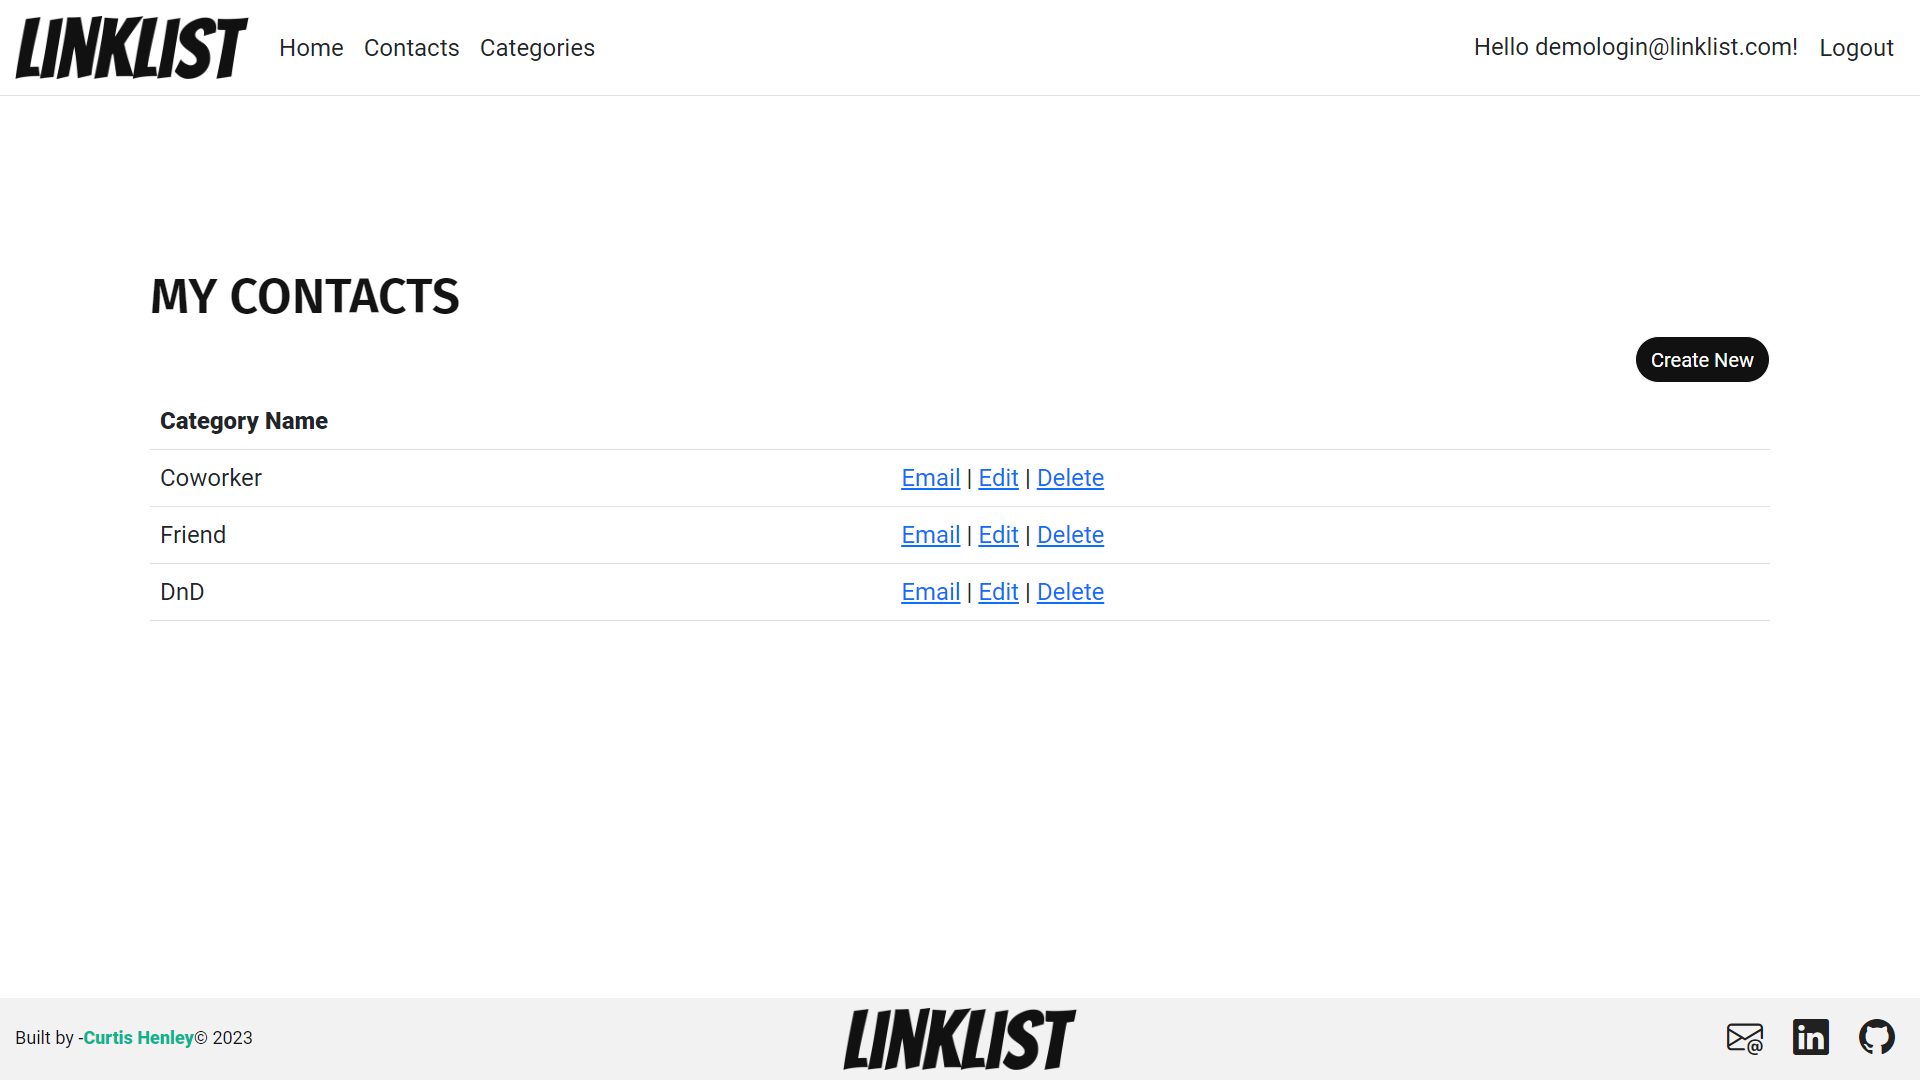 LINKLIST Home Contacts Categories Hello demologin@linklist.com! Logout
MY CONTACTS
Create New
Category Name
Coworker Email | Edit | Delete
Friend Email | Edit | Delete
DnD Email | Edit | Delete
Built by -Curtis Henley© 2023 LINKLIST @ in